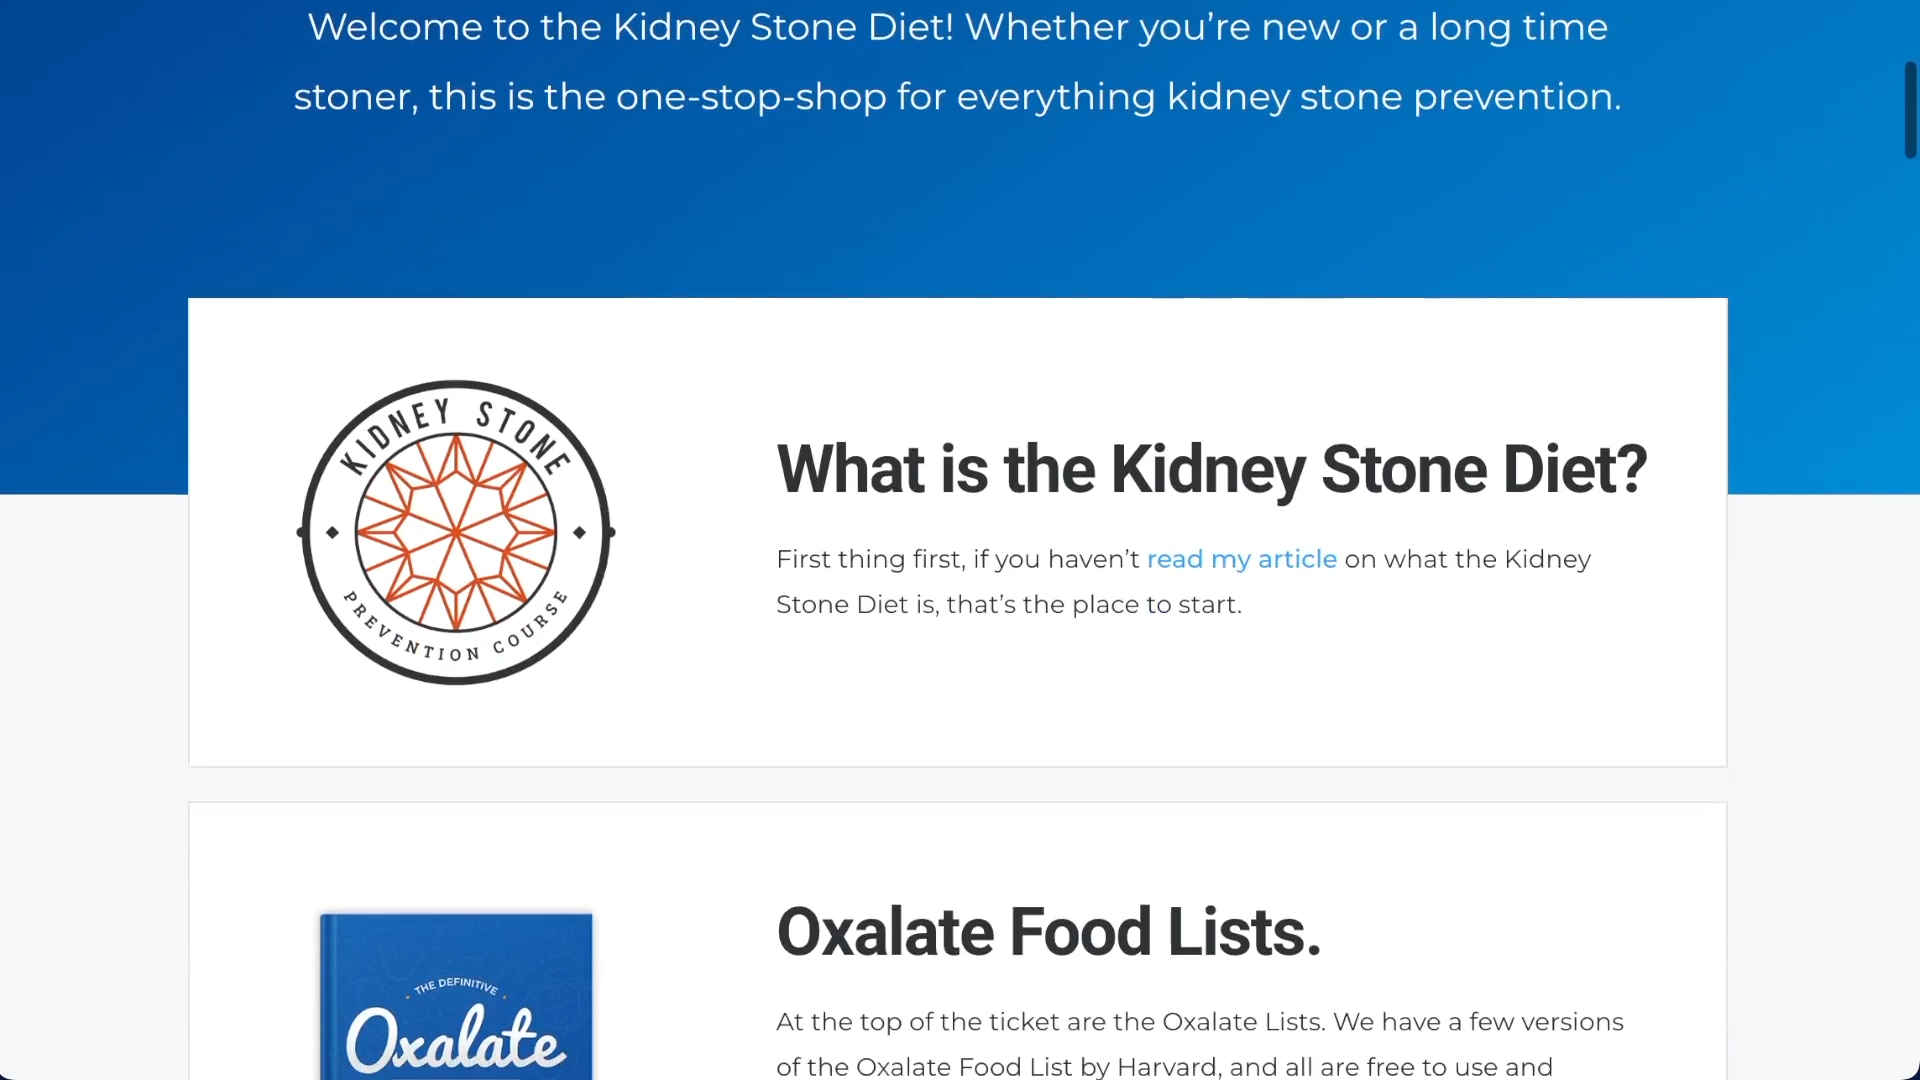 Welcome to the Kidney Stone Diet! Whether you’re new or a long time
stoner, this is the one-stop-shop for everything kidney stone prevention.
KIDNEY STONE
PREVENTION COURSE
What is the Kidney Stone Diet?
First thing first, if you haven’t read my article on what the Kidney
Stone Diet is, that’s the place to start.
THE DEFINITIVE
Oxalate
Oxalate Food Lists.
At the top of the ticket are the Oxalate Lists. We have a few versions
of the Oxalate Food List by Harvard, and all are free to use and